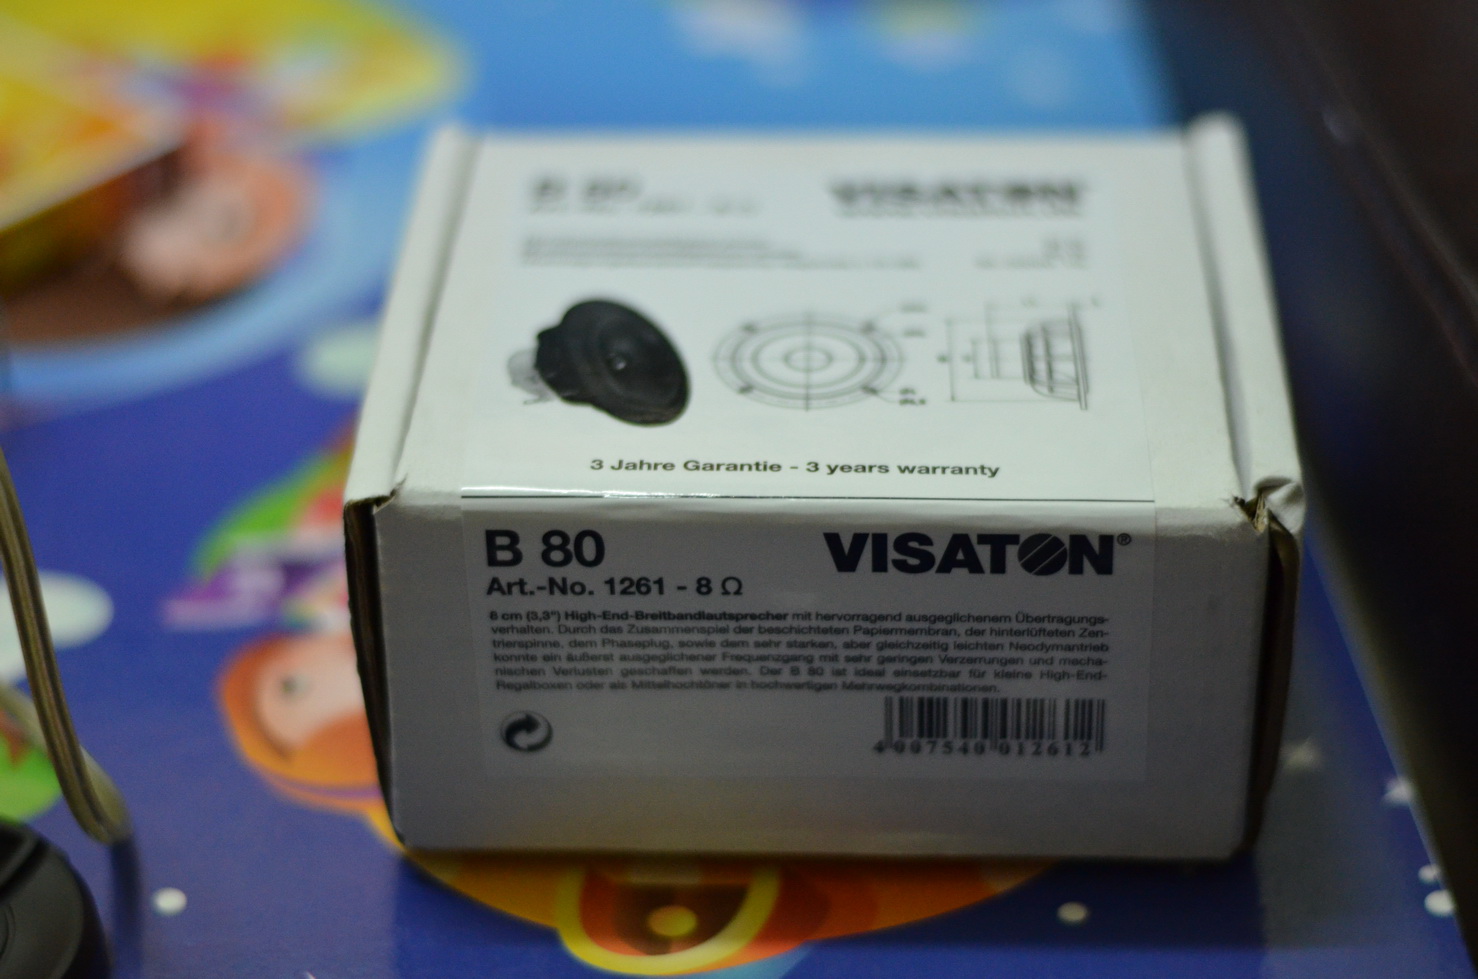 B 80 VISATON
3 Jahre Garantie - 3 years warranty
B 80 VISATON®
Art.-No. 1261 - 8 Ω
8 cm (3,3") High-End-Breitbandlautsprecher mit hervorragend ausgeglichenem Übertragungs-
verhalten. Durch das Zusammenspiel der beschichteten Papiermembran, der hinterlüfteten Zen-
trierspinne, dem Phaseplug, sowie dem sehr starken, aber gleichzeitig leichten Neodymantrieb
konnte ein äußerst ausgeglichener Frequenzgang mit sehr geringen Verzerrungen und mecha-
nischen Verlusten geschaffen werden. Der B 80 ist ideal einsetzbar für kleine High-End-
Regalboxen oder als Mittelhochtöner in hochwertigen Mehrwegkombinationen.
4 007540 012612